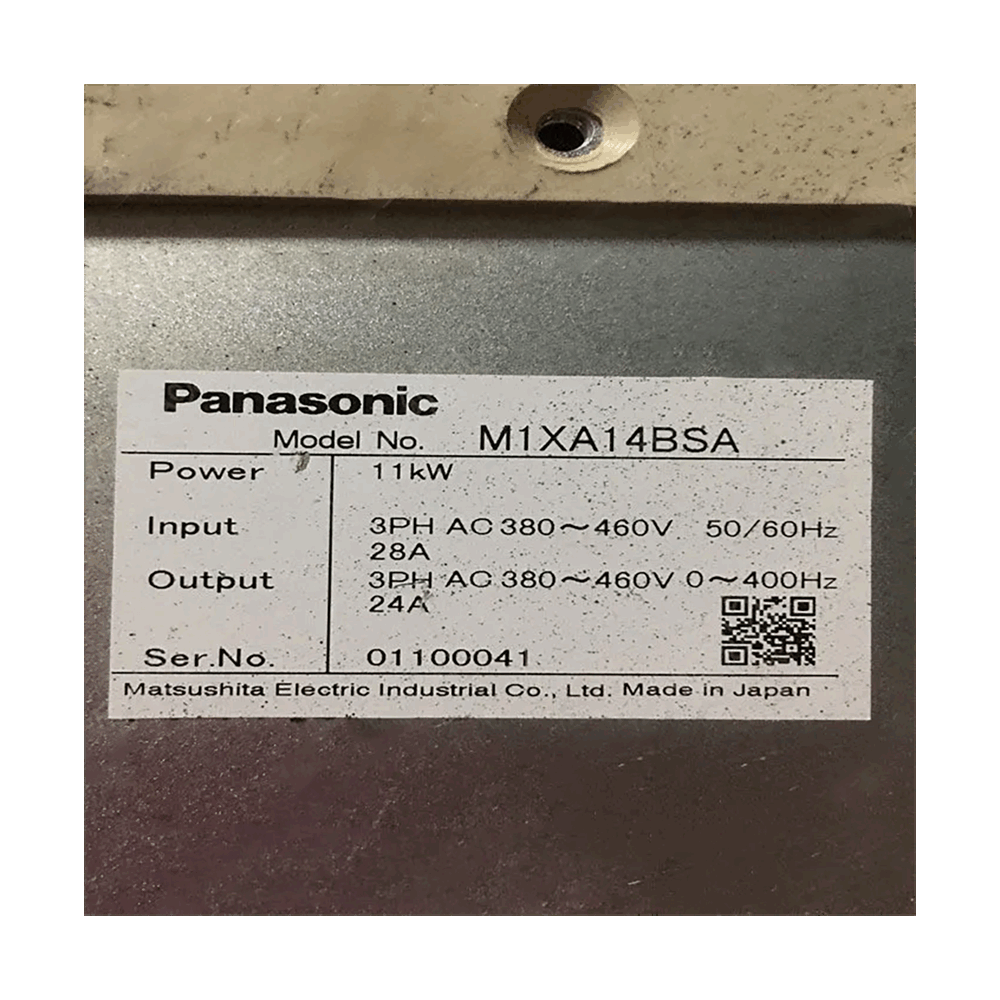 Panasonic
Model No. M1XA14BSA
Power 11kW
Input 3PH AC 380～460V 50/60Hz
28A
Output 3PH AC 380～460V 0～400Hz
24A
Ser.No. 01100041
Matsushita Electric Industrial Co., Ltd. Made in Japan